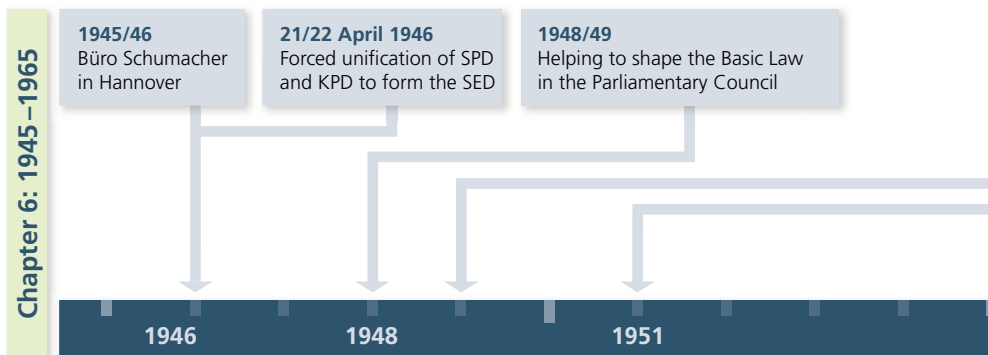 Chapter 6: 1945–1965
1945/46
Büro Schumacher
in Hannover
21/22 April 1946
Forced unification of SPD
and KPD to form the SED
1948/49
Helping to shape the Basic Law
in the Parliamentary Council
1946
1948
1951